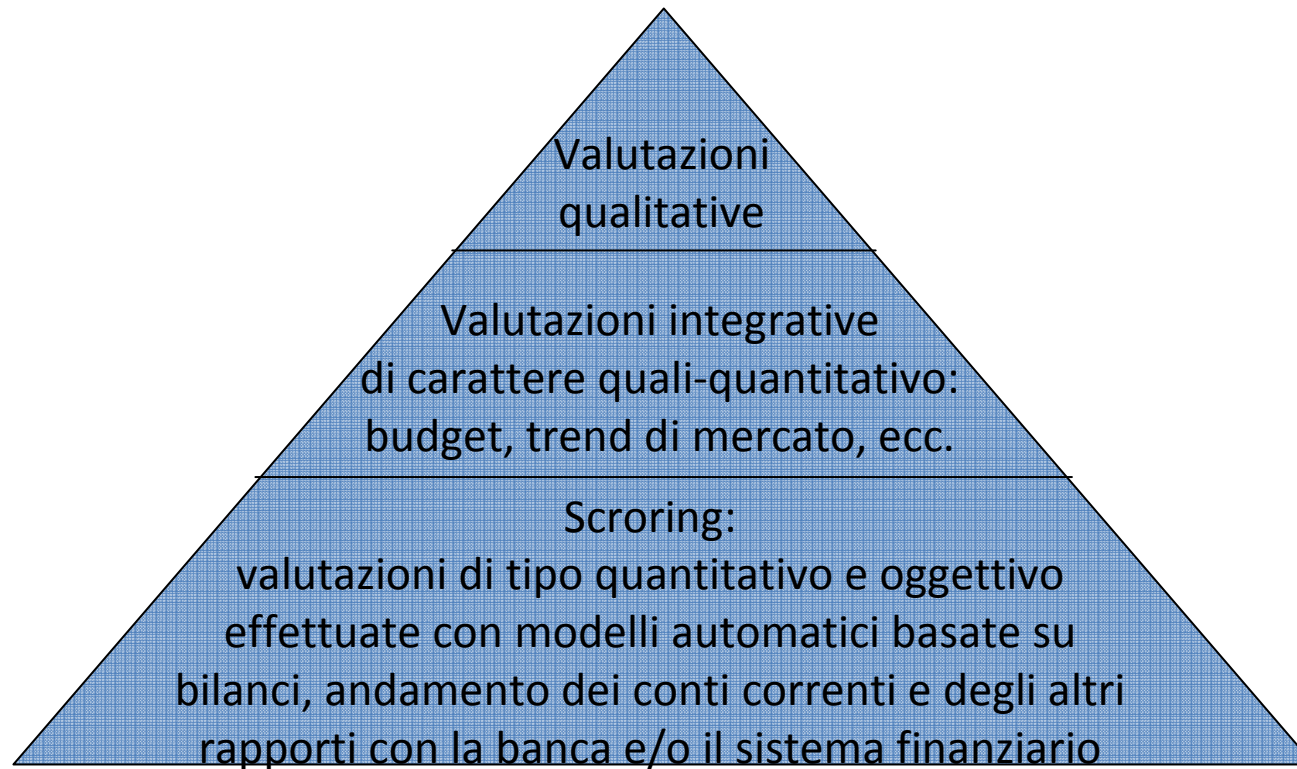 Valutazioni
qualitative
Valutazioni integrative
di carattere quali-quantitativo:
budget, trend di mercato, ecc.
Scroring:
valutazioni di tipo quantitativo e oggettivo
effettuate con modelli automatici basate su
bilanci, andamento dei conti correnti e degli altri
rapporti con la banca e/o il sistema finanziario